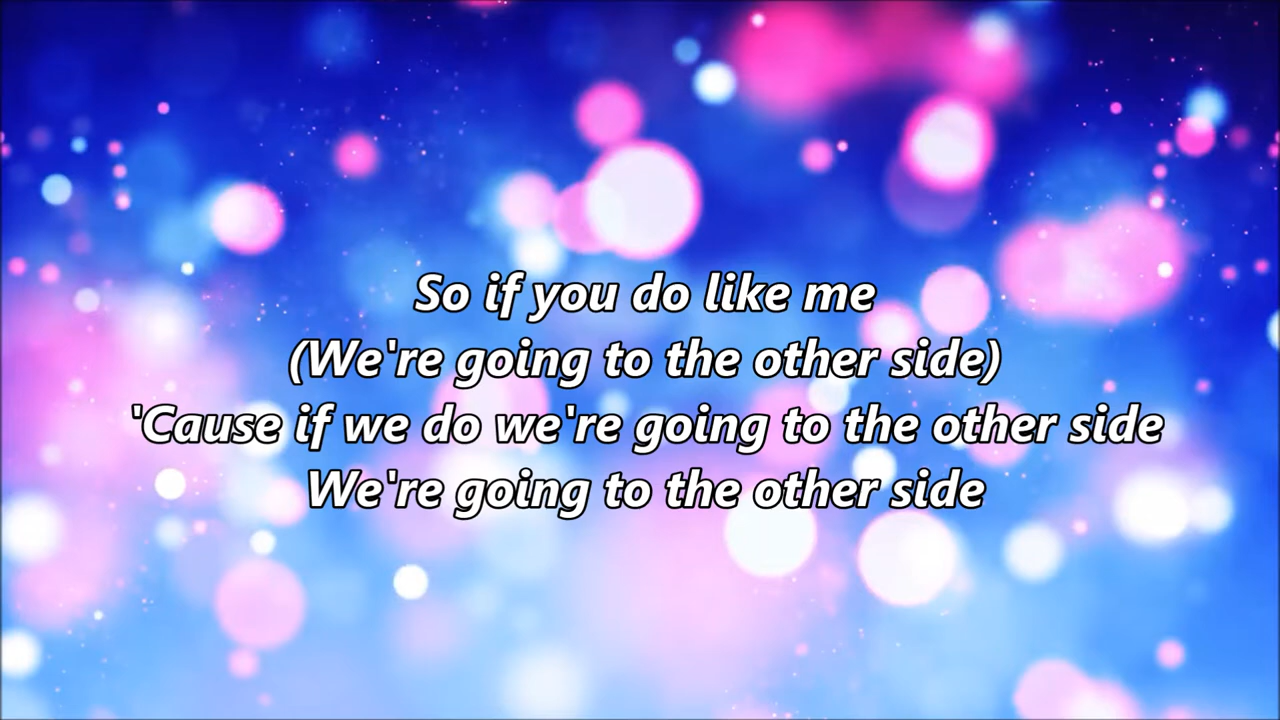 So if you do like me
(We're going to the other side)
'Cause if we do we're going to the other side
We're going to the other side